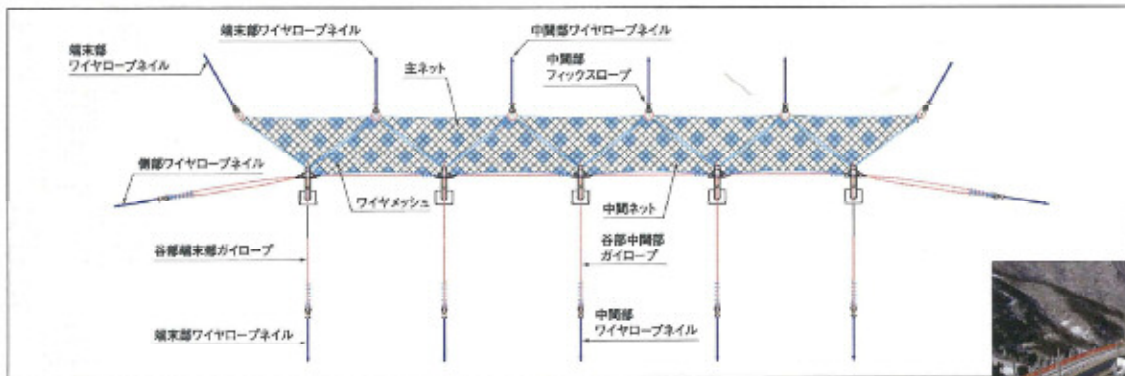 端末部
ワイヤロープネイル
端末部ワイヤロープネイル
主ネット
中間部ワイヤロープネイル
中間部
フィックスロープ
側部ワイヤロープネイル
ワイヤメッシュ
中間ネット
谷部端末部ガイロープ
谷部中間部
ガイロープ
端末部ワイヤロープネイル
中間部
ワイヤロープネイル